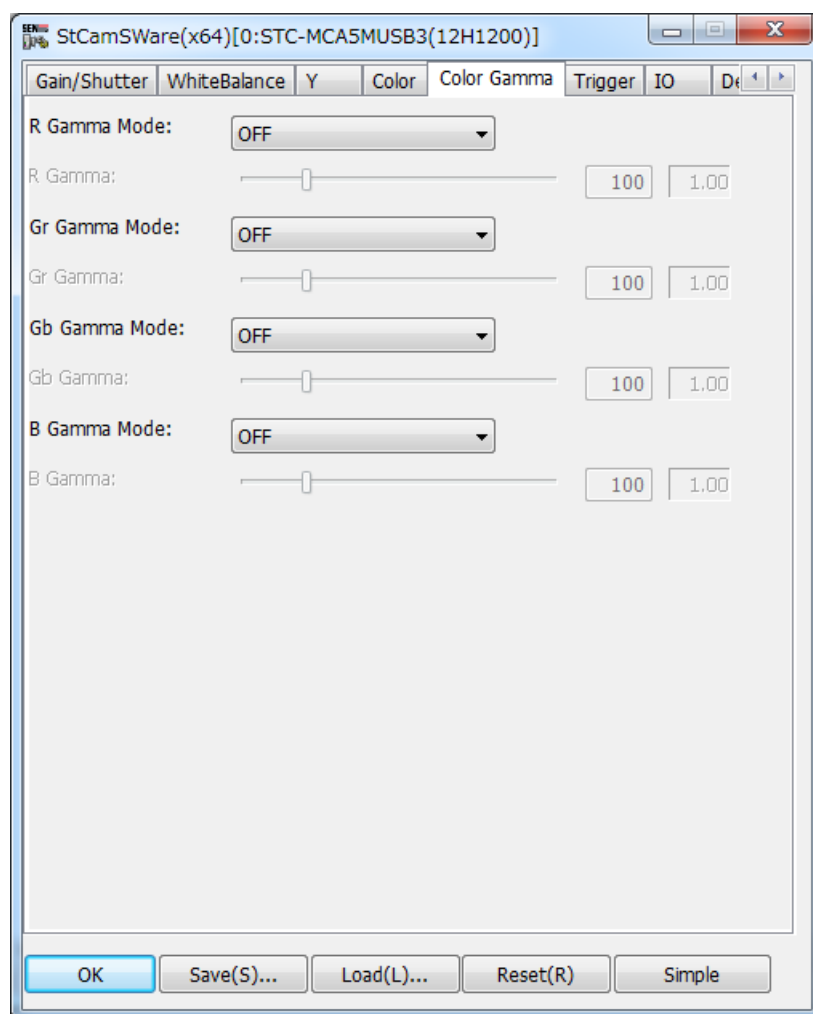 StCamSWare(x64)[0:STC-MCA5MUSB3(12H1200)]
Gain/Shutter WhiteBalance Y Color Color Gamma Trigger IO
R Gamma Mode: OFF
R Gamma: 100 1.00
Gr Gamma Mode: OFF
Gr Gamma: 100 1.00
Gb Gamma Mode: OFF
Gb Gamma: 100 1.00
B Gamma Mode: OFF
B Gamma: 100 1.00
OK Save(S)... Load(L)... Reset(R) Simple